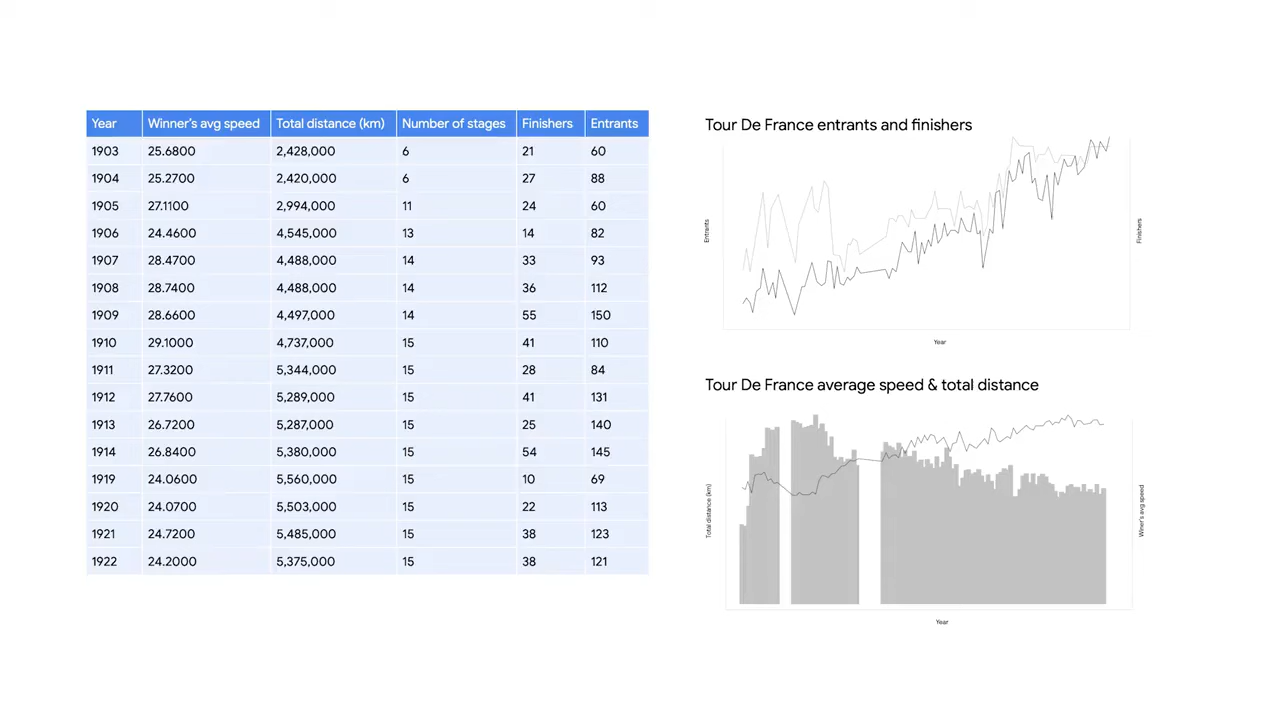 Year Winner's avg speed Total distance (km) Number of stages Finishers Entrants
1903 25.6800 2,428,000 6 21 60
1904 25.2700 2,420,000 6 27 88
1905 27.1100 2,994,000 11 24 60
1906 24.4600 4,545,000 13 14 82
1907 28.4700 4,488,000 14 33 93
1908 28.7400 4,488,000 14 36 112
1909 28.6600 4,497,000 14 55 150
1910 29.1000 4,737,000 15 41 110
1911 27.3200 5,344,000 15 28 84
1912 27.7600 5,289,000 15 41 131
1913 26.7200 5,287,000 15 25 140
1914 26.8400 5,380,000 15 54 145
1919 24.0600 5,560,000 15 10 69
1920 24.0700 5,503,000 15 22 113
1921 24.7200 5,485,000 15 38 123
1922 24.2000 5,375,000 15 38 121
Tour De France entrants and finishers
Entrants
Finishers
Year
Tour De France average speed & total distance
Total distance (km)
Winer's avg speed
Year